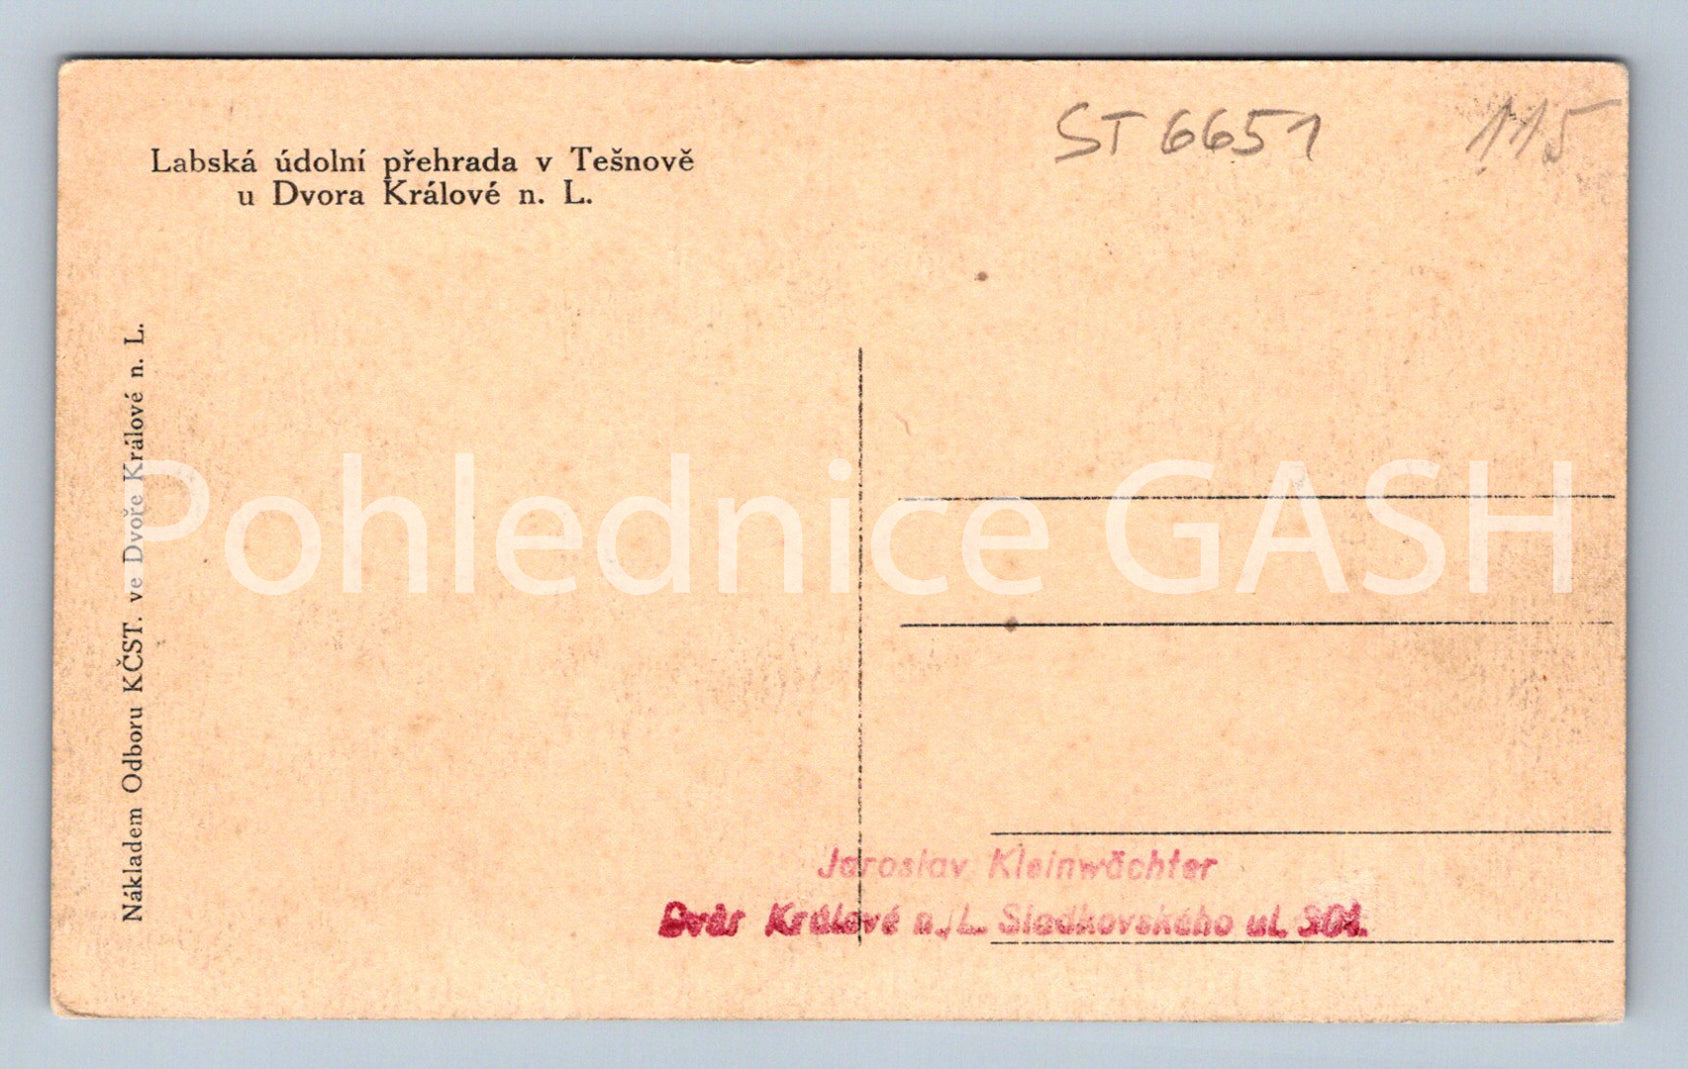 Labská údolní přehrada v Tešnově
u Dvora Králové n. L.
ST 6651
115
Nákladem Odboru KČST. ve Dvoře Králové n. L.
Pohlednice GASH
Jaroslav Kleinwächter
Dvůr Králové n./L. Sladkovského ul.